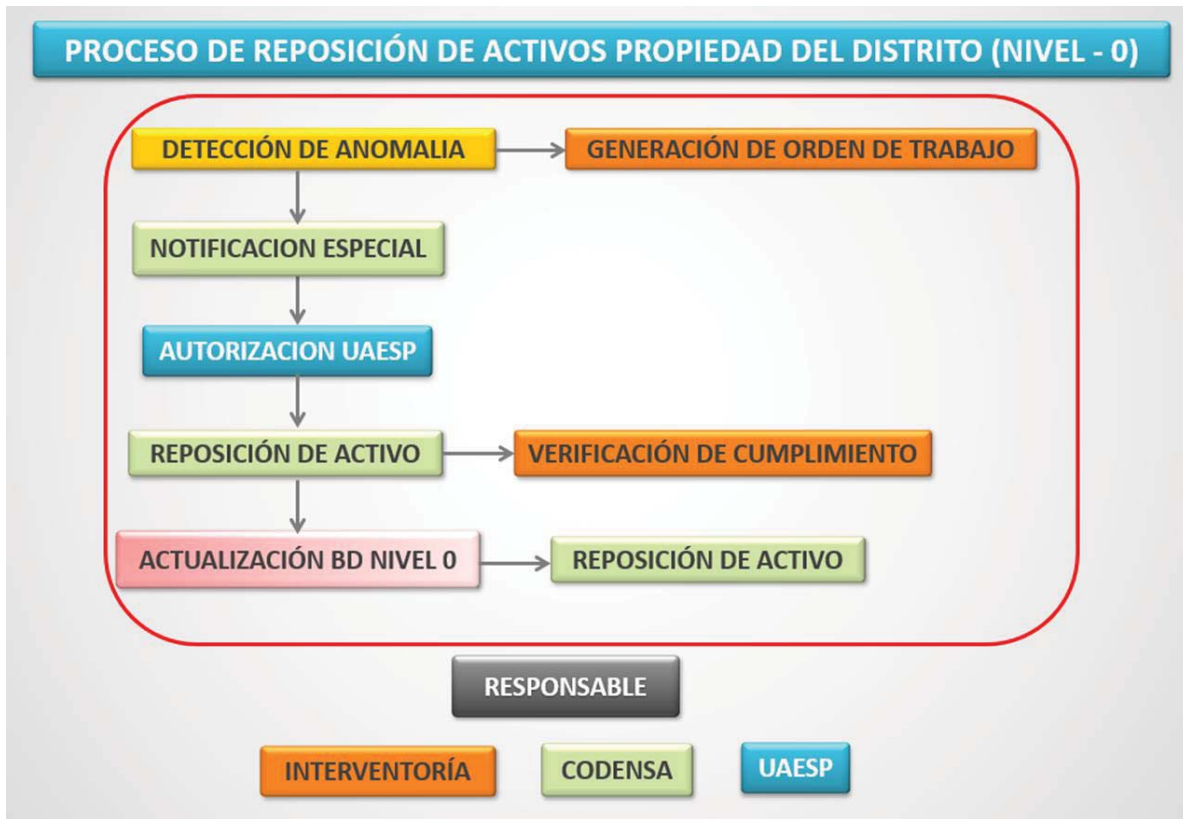 PROCESO DE REPOSICIÓN DE ACTIVOS PROPIEDAD DEL DISTRITO (NIVEL - 0)
DETECCIÓN DE ANOMALIA
GENERACIÓN DE ORDEN DE TRABAJO
NOTIFICACION ESPECIAL
AUTORIZACION UAESP
REPOSICIÓN DE ACTIVO
VERIFICACIÓN DE CUMPLIMIENTO
ACTUALIZACIÓN BD NIVEL 0
REPOSICIÓN DE ACTIVO
RESPONSABLE
INTERVENTORÍA
CODENSA
UAESP